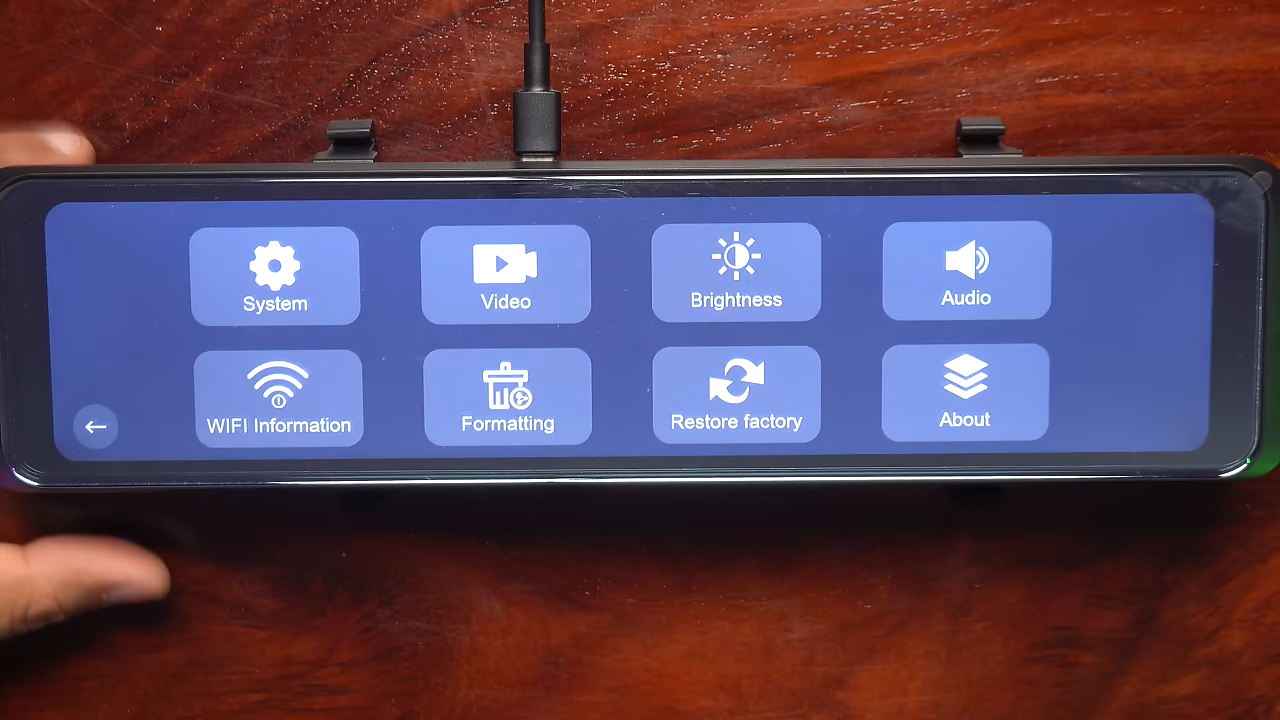 System
Video
Brightness
Audio
WIFI Information
Formatting
Restore factory
About